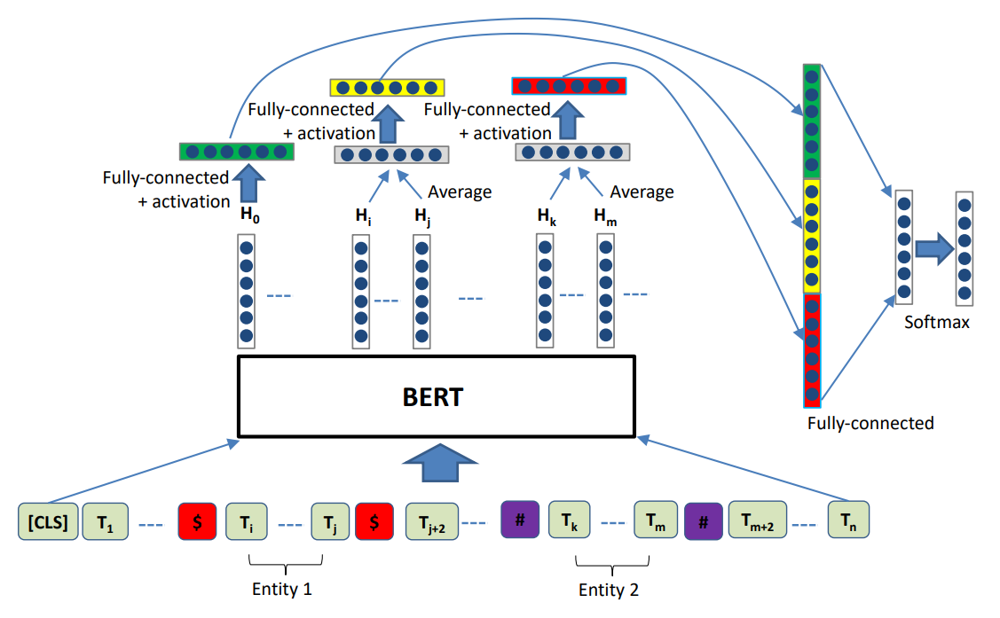 Fully-connected
+ activation
Fully-connected
+ activation
Fully-connected
+ activation
Average
Average
H0
Hi
Hj
Hk
Hm
Softmax
BERT
Fully-connected
[CLS] T1 ---- $ Ti ---- Tj $ Tj+2 ---- # Tk ---- Tm # Tm+2 ---- Tn
Entity 1
Entity 2